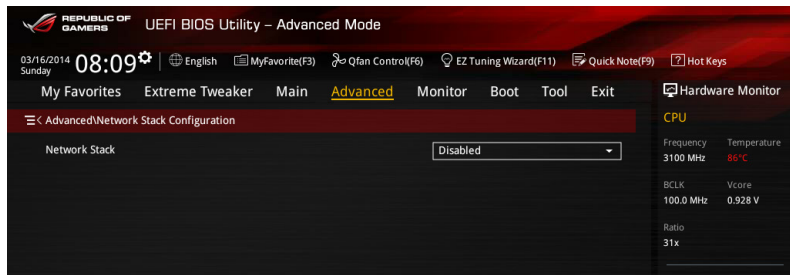 REPUBLIC OF
GAMERS
UEFI BIOS Utility – Advanced Mode
03/16/2014
Sunday
08:09
English
MyFavorite(F3)
Qfan Control(F6)
EZ Tuning Wizard(F11)
Quick Note(F9)
? Hot Keys
My Favorites Extreme Tweaker Main Advanced Monitor Boot Tool Exit
Hardware Monitor
< Advanced\Network Stack Configuration
Network Stack Disabled
CPU
Frequency Temperature
3100 MHz 86°C
BCLK Vcore
100.0 MHz 0.928 V
Ratio
31x